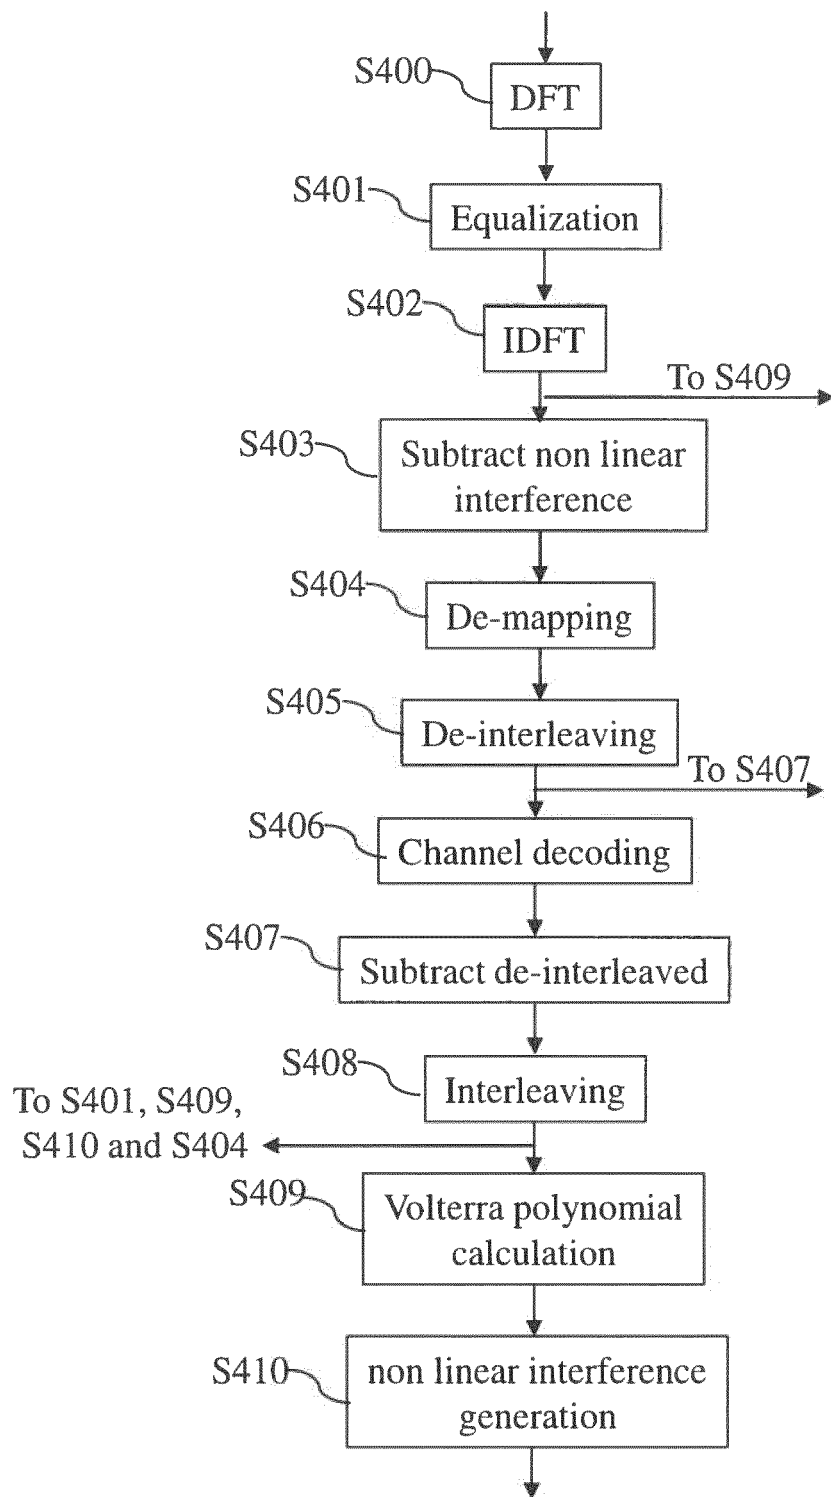 S400
DFT
S401
Equalization
S402
IDFT
To S409
S403
Subtract non linear
interference
S404
De-mapping
S405
De-interleaving
To S407
S406
Channel decoding
S407
Subtract de-interleaved
S408
Interleaving
To S401, S409,
S410 and S404
S409
Volterra polynomial
calculation
S410
non linear interference
generation